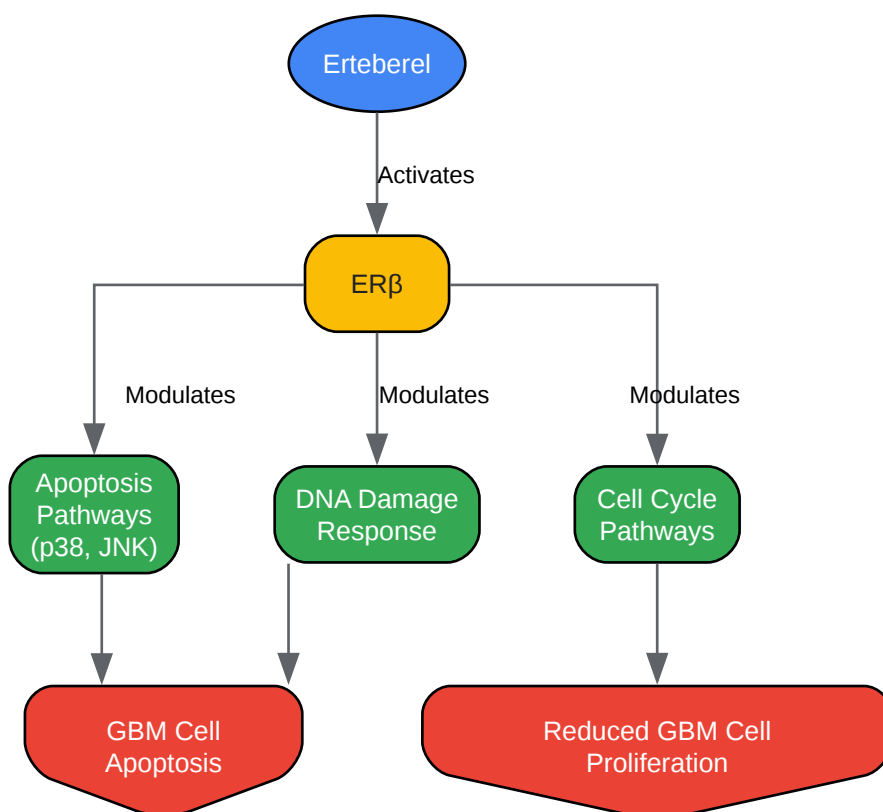 Erteberel
Activates
ERβ
Modulates
Modulates
Modulates
Apoptosis
Pathways
(p38, JNK)
DNA Damage
Response
Cell Cycle
Pathways
GBM Cell
Apoptosis
Reduced GBM Cell
Proliferation